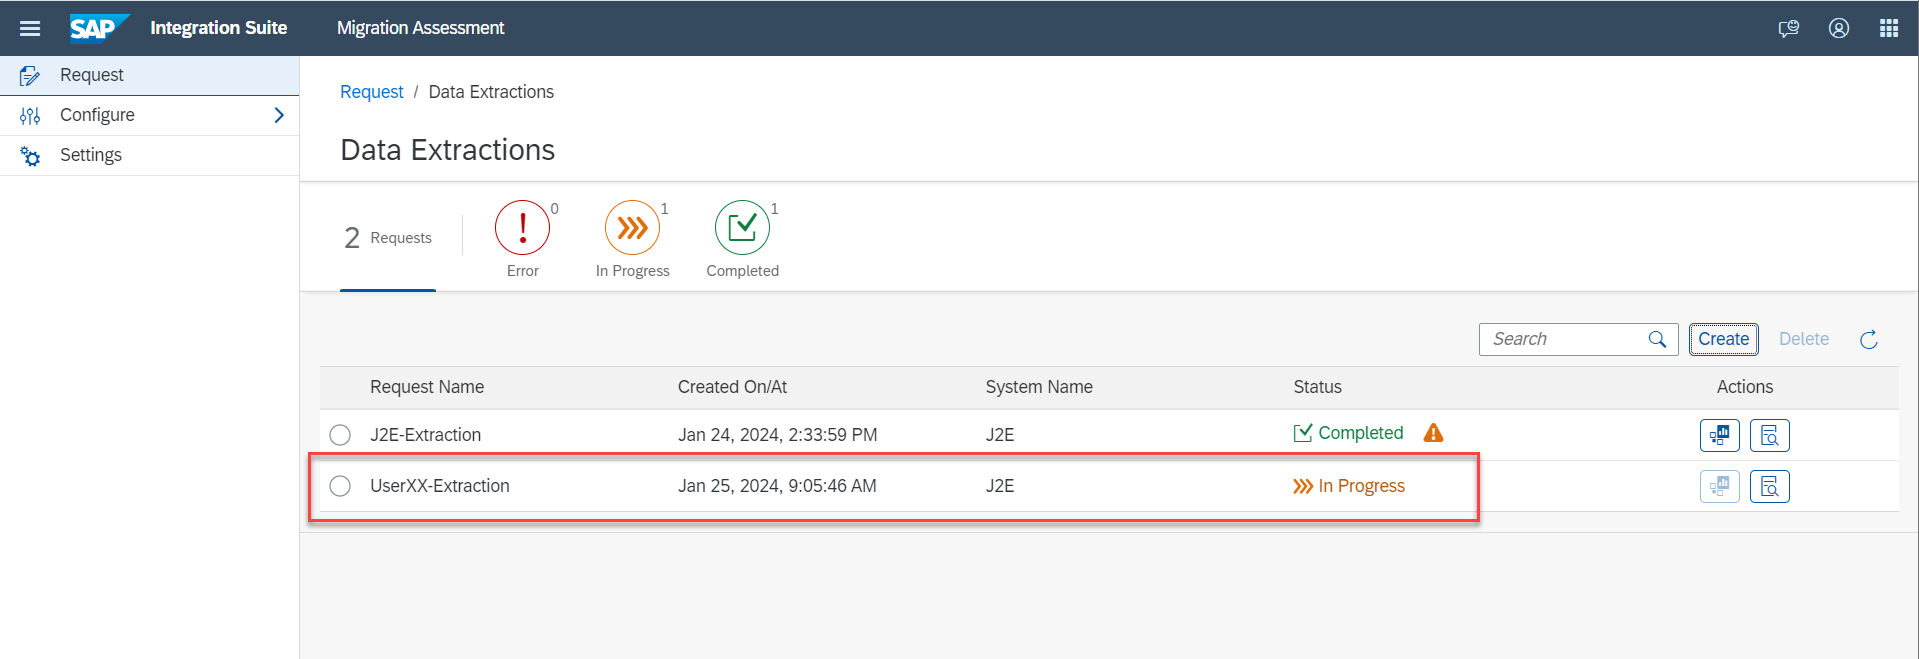 SAP Integration Suite Migration Assessment
Request
Configure
Settings
Request / Data Extractions
Data Extractions
2 Requests
0
Error
1
In Progress
1
Completed
Search Create Delete
Request Name Created On/At System Name Status Actions
J2E-Extraction Jan 24, 2024, 2:33:59 PM J2E Completed
UserXX-Extraction Jan 25, 2024, 9:05:46 AM J2E In Progress